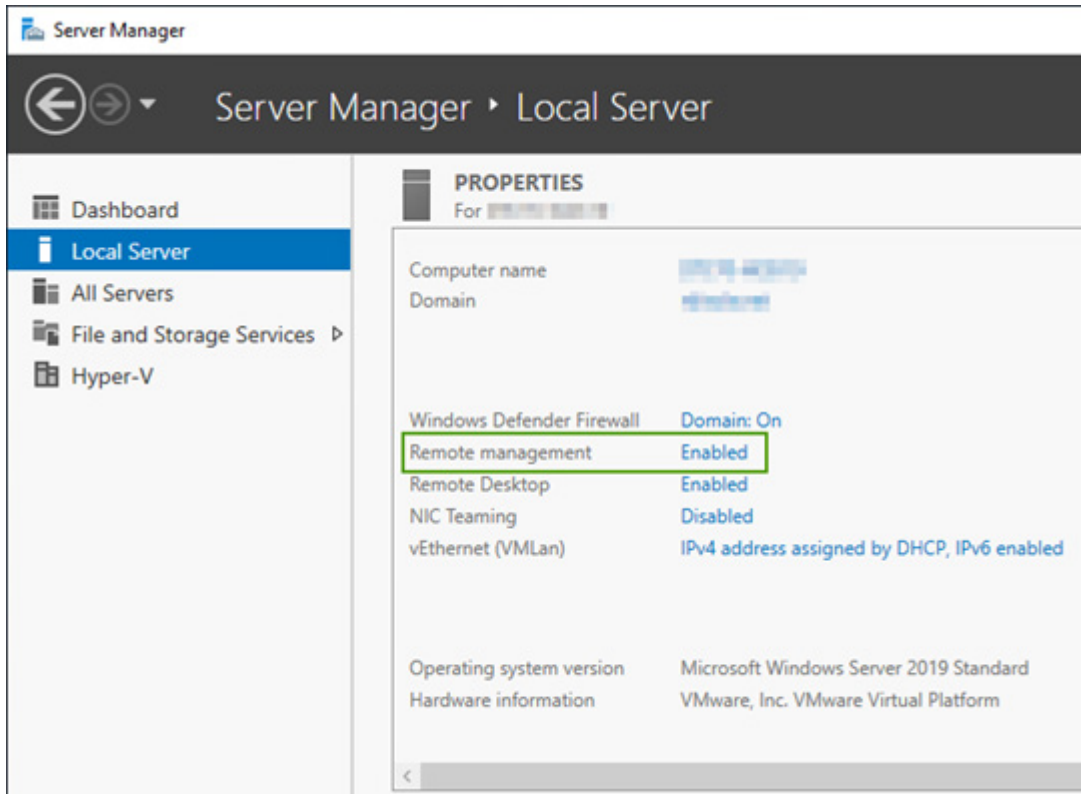 Server Manager
Server Manager ‣ Local Server
Dashboard
Local Server
All Servers
File and Storage Services
Hyper-V
PROPERTIES
For
Computer name
Domain
Windows Defender Firewall Domain: On
Remote management Enabled
Remote Desktop Enabled
NIC Teaming Disabled
vEthernet (VMLan) IPv4 address assigned by DHCP, IPv6 enabled
Operating system version Microsoft Windows Server 2019 Standard
Hardware information VMware, Inc. VMware Virtual Platform